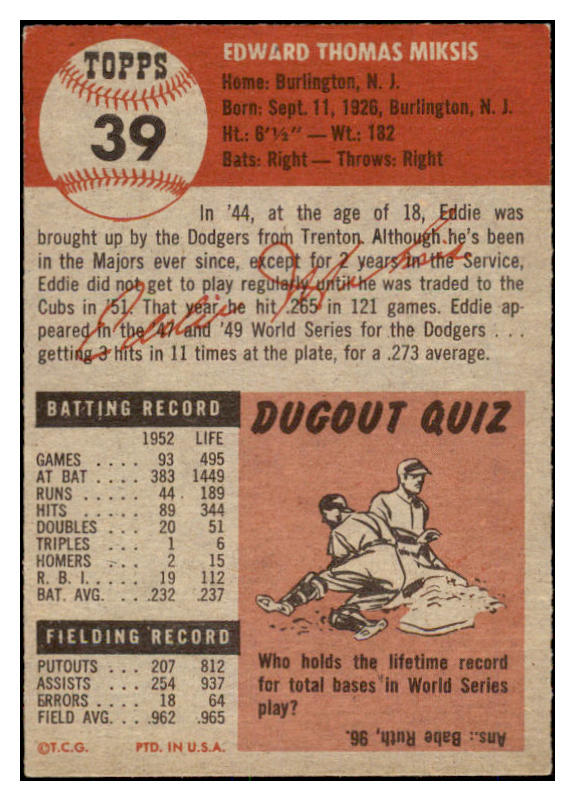 TOPPS
39
EDWARD THOMAS MIKSIS
Home: Burlington, N. J.
Born: Sept. 11, 1926, Burlington, N. J.
Ht.: 6'½" — Wt.: 182
Bats: Right — Throws: Right
In '44, at the age of 18, Eddie was
brought up by the Dodgers from Trenton. Although he's been
in the Majors ever since, except for 2 years in the Service,
Eddie did not get to play regularly until he was traded to the
Cubs in '51. That year he hit .265 in 121 games. Eddie ap-
peared in the '47 and '49 World Series for the Dodgers . . .
getting 3 hits in 11 times at the plate, for a .273 average.
Eddie Miksis
BATTING RECORD
1952 LIFE
GAMES .... 93 495
AT BAT .... 383 1449
RUNS ..... 44 189
HITS ..... 89 344
DOUBLES .. 20 51
TRIPLES ... 1 6
HOMERS ... 2 15
R. B. I. .... 19 112
BAT. AVG. .. .232 .237
FIELDING RECORD
PUTOUTS ... 207 812
ASSISTS ... 254 937
ERRORS .... 18 64
FIELD AVG. .. .962 .965
©T.C.G. PTD. IN U.S.A.
DUGOUT QUIZ
Who holds the lifetime record
for total bases in World Series
play?
Ans.: Babe Ruth, 96.